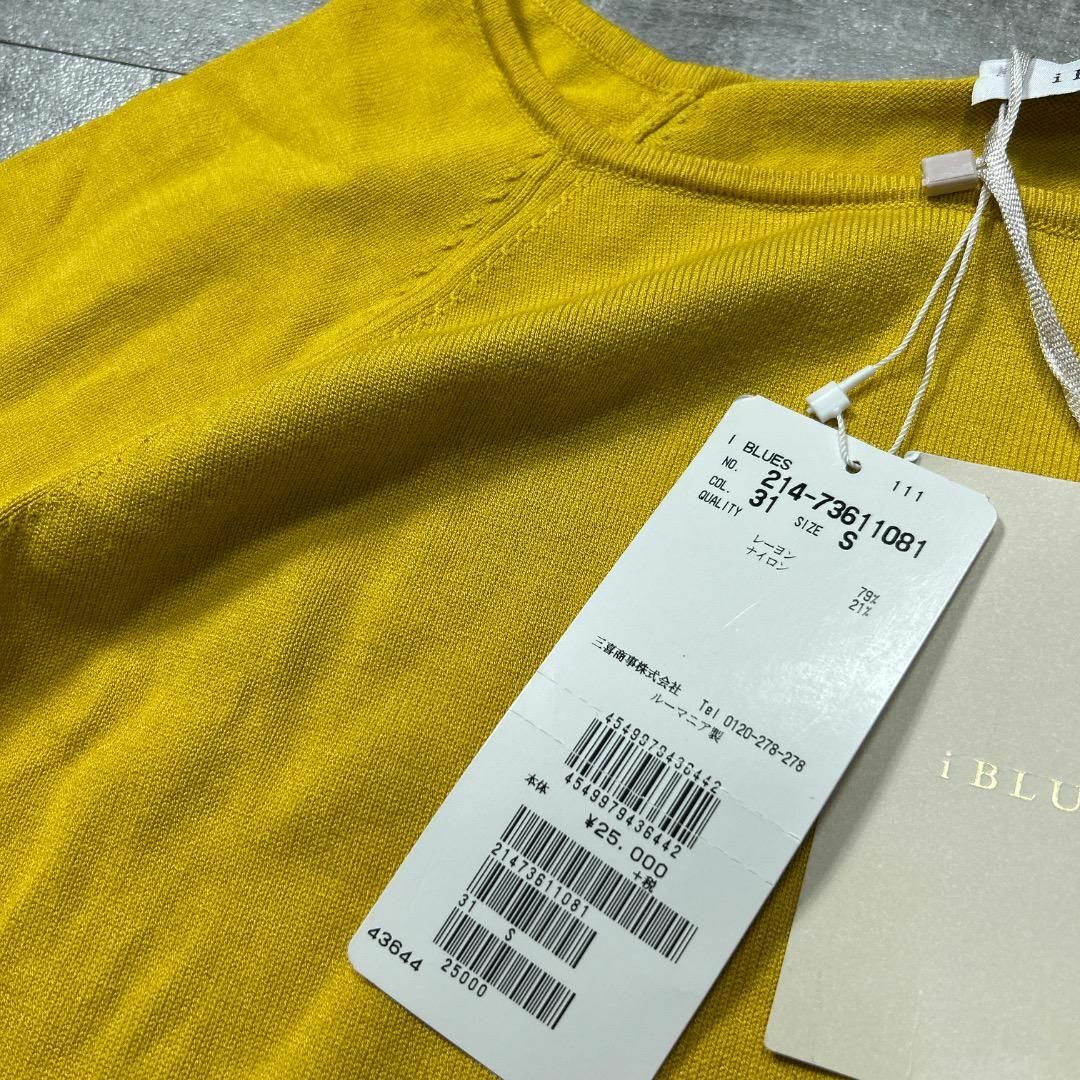 I BLUES 111
NO. 214-73611081
COL. 31 SIZE S
QUALITY
レーヨン 79%
ナイロン 21%
三喜商事株式会社 Tel 0120-278-278
ルーマニア製
4549979436442
4549979436442
本体 ¥25,000
+税
21473611081
31 S
25000
43644
i BLU
i B